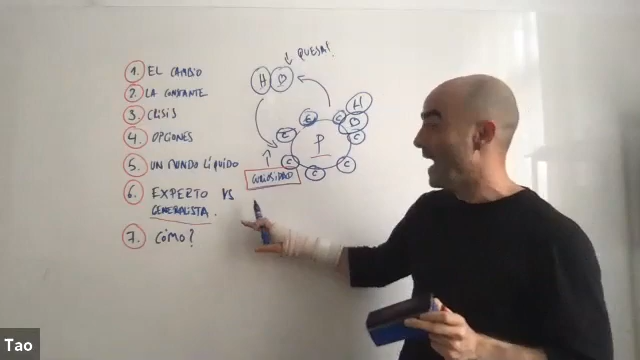 1. EL CAMBIO
2. LA CONSTANTE
3. CRISIS
4. OPCIONES
5. UN MUNDO LÍQUIDO
6. EXPERTO VS
GENERALISTA.
7. CÓMO?
H
P
C
C
C
C
C
C
H
CURIOSIDAD
Tao